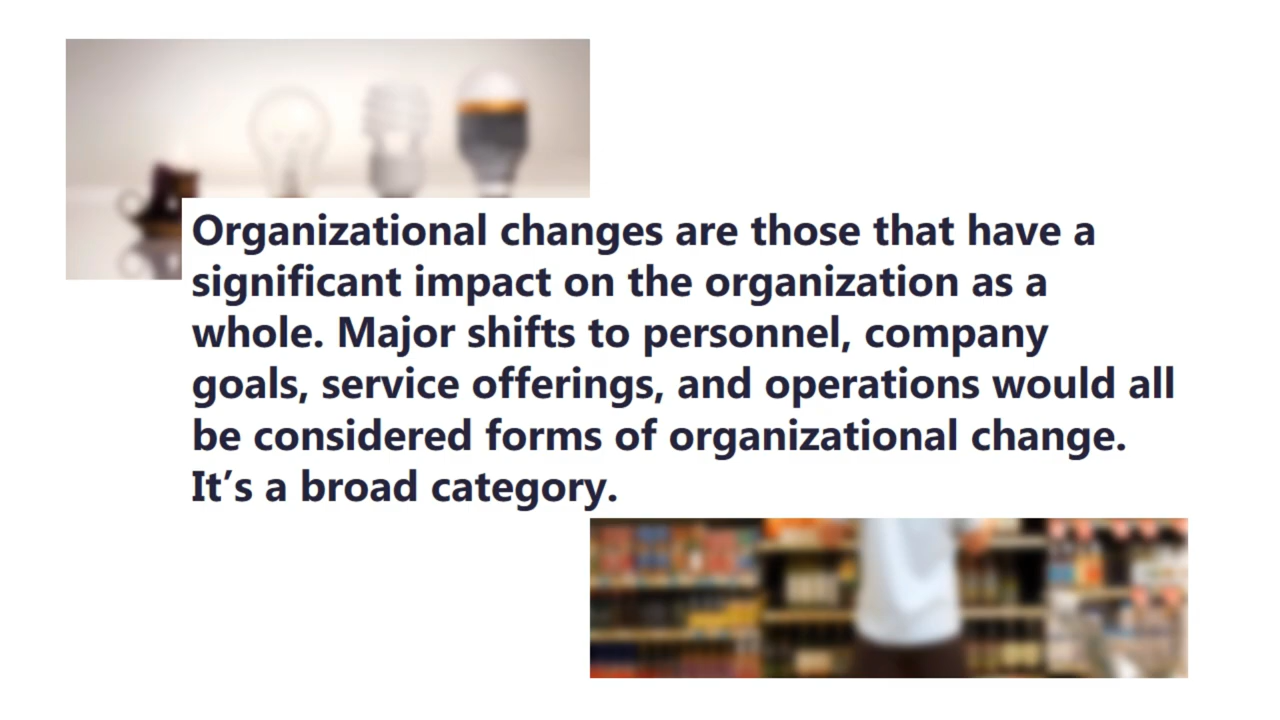 Organizational changes are those that have a
significant impact on the organization as a
whole. Major shifts to personnel, company
goals, service offerings, and operations would all
be considered forms of organizational change.
It’s a broad category.